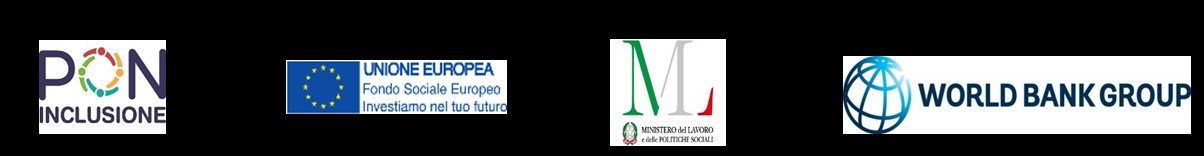 PON
INCLUSIONE
UNIONE EUROPEA
Fondo Sociale Europeo
Investiamo nel tuo futuro
ML
MINISTERO del LAVORO
e delle POLITICHE SOCIALI
WORLD BANK GROUP